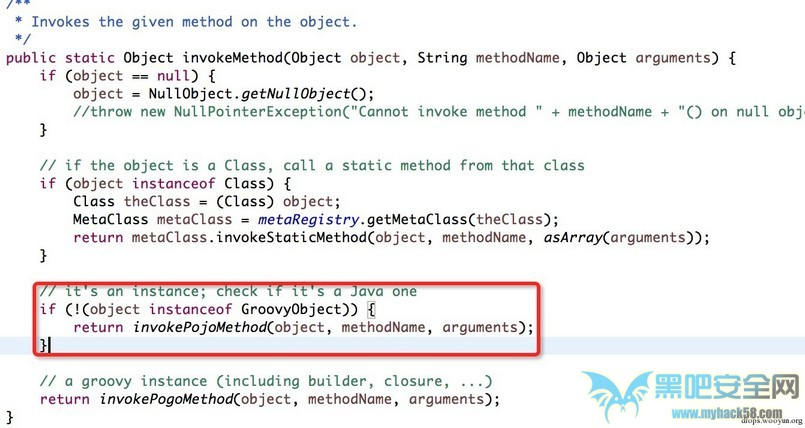 /**
 * Invokes the given method on the object.
 */
public static Object invokeMethod(Object object, String methodName, Object arguments) {
    if (object == null) {
        object = NullObject.getNullObject();
        //throw new NullPointerException("Cannot invoke method " + methodName + "() on null obj
    }

    // if the object is a Class, call a static method from that class
    if (object instanceof Class) {
        Class theClass = (Class) object;
        MetaClass metaClass = metaRegistry.getMetaClass(theClass);
        return metaClass.invokeStaticMethod(object, methodName, asArray(arguments));
    }

    // it's an instance; check if it's a Java one
    if (!(object instanceof GroovyObject)) {
        return invokePojoMethod(object, methodName, arguments);
    }

    // a groovy instance (including builder, closure, ...)
    return invokePogoMethod(object, methodName, arguments);
}
黑吧安全网
www.myhack58.com
drops.wooyun.org